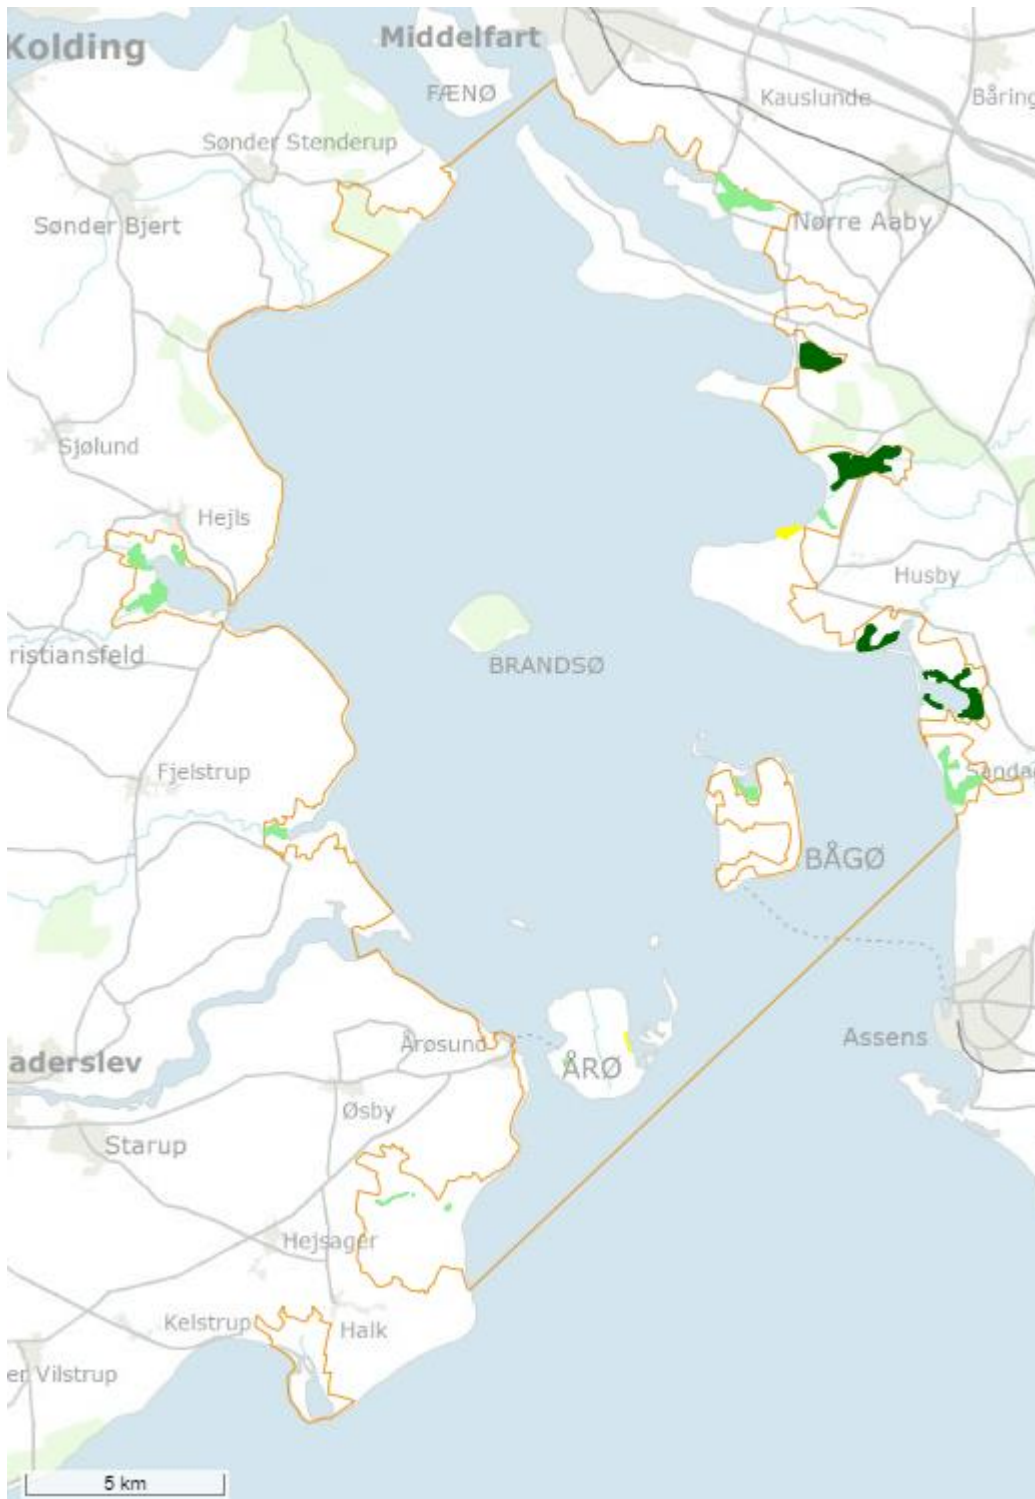 Kolding
Middelfart
FÆNØ
Kauslunde
Båring
Sønder Stenderup
Sønder Bjert
Nørre Aaby
Sjølund
Hejls
Husby
ristiansfeld
BRANDSØ
Fjelstrup
Sanda
BÅGØ
Årøsund
Assens
aderslev
ÅRØ
Øsby
Starup
Hejsager
Kelstrup
Halk
er Vilstrup
5 km